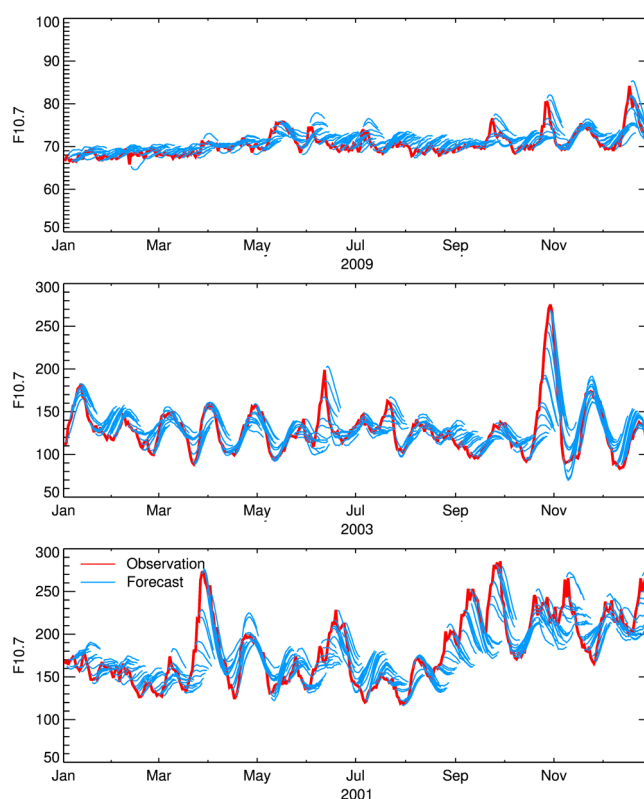 100
90
80
70
60
50
F10.7
Jan
Mar
May
Jul
Sep
Nov
2009
300
250
200
150
100
50
F10.7
Jan
Mar
May
Jul
Sep
Nov
2003
300
250
200
150
100
50
F10.7
Observation
Forecast
Jan
Mar
May
Jul
Sep
Nov
2001